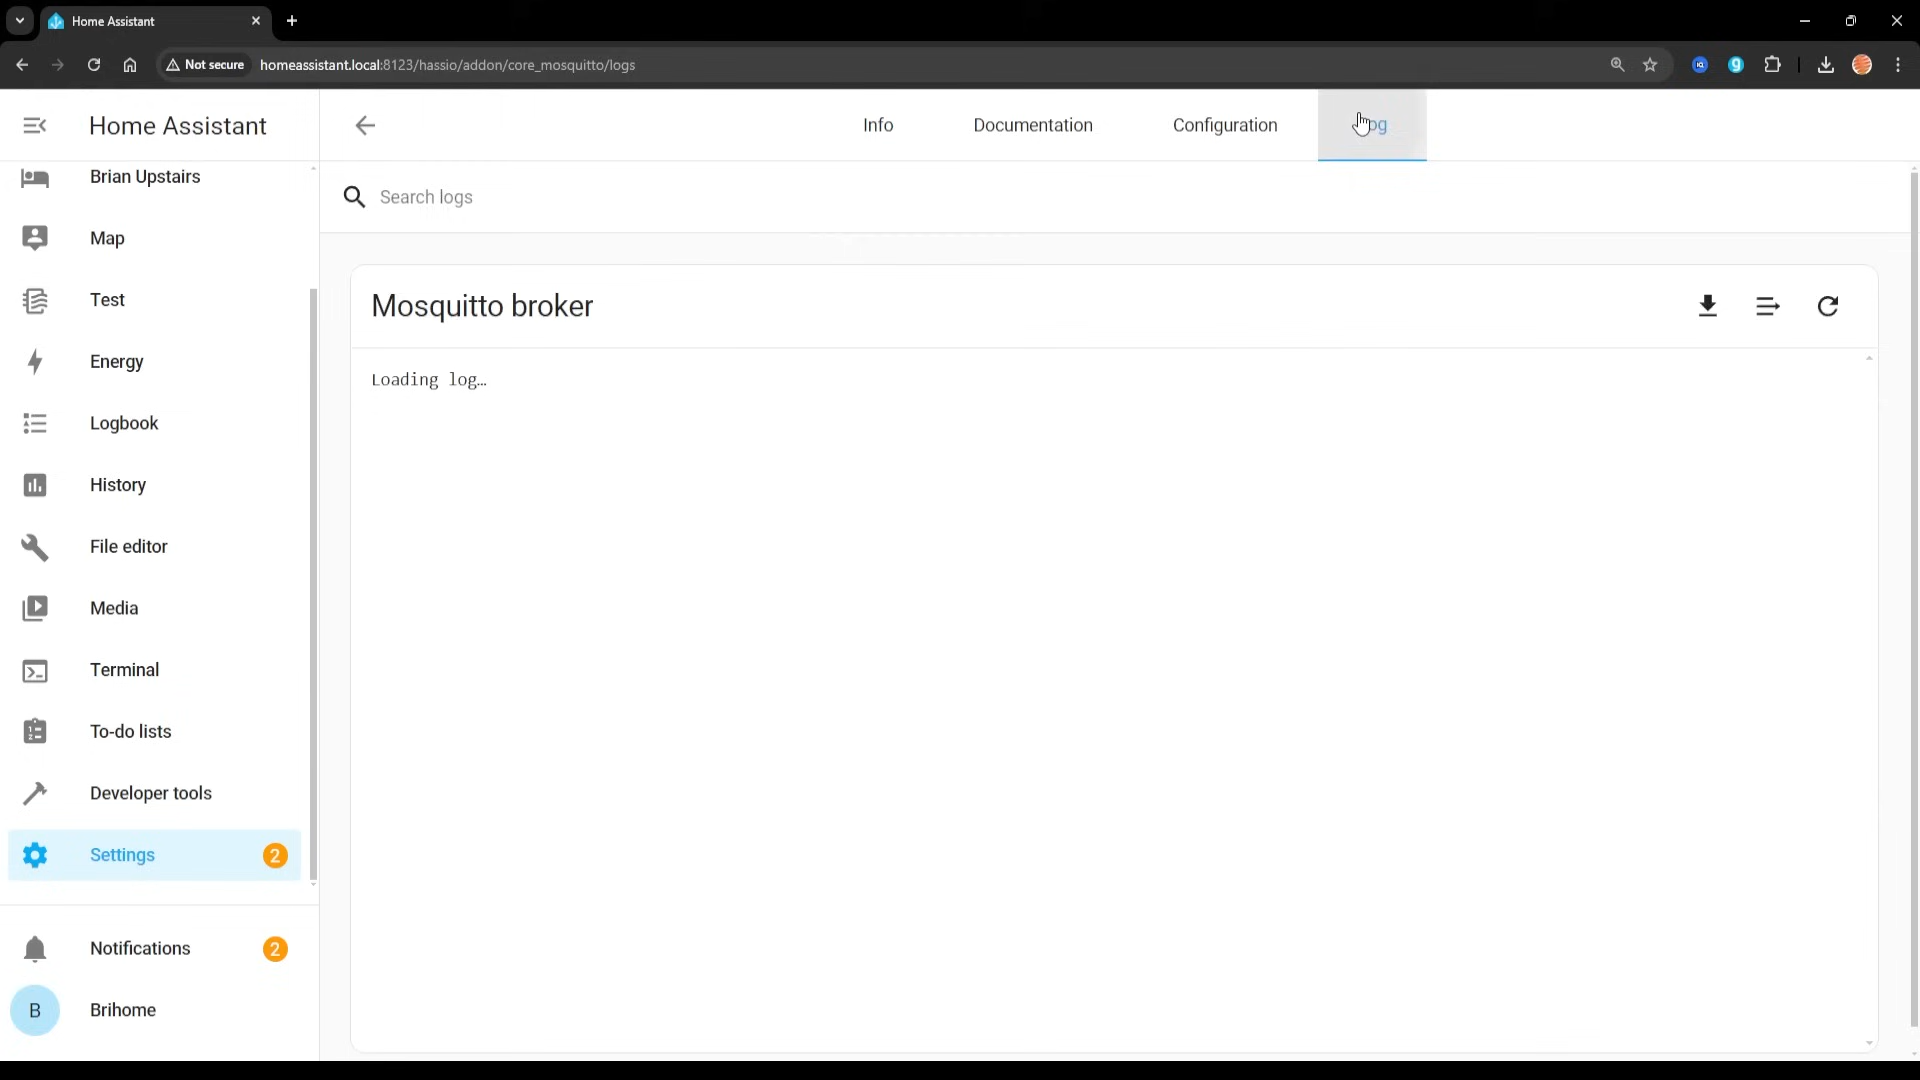 Home Assistant
Not secure
homeassistant.local:8123/hassio/addon/core_mosquitto/logs
Home Assistant
Info
Documentation
Configuration
Brian Upstairs
Map
Test
Energy
Logbook
History
File editor
Media
Terminal
To-do lists
Developer tools
Settings
2
Notifications
2
B
Brihome
Search logs
Mosquitto broker
Loading log…